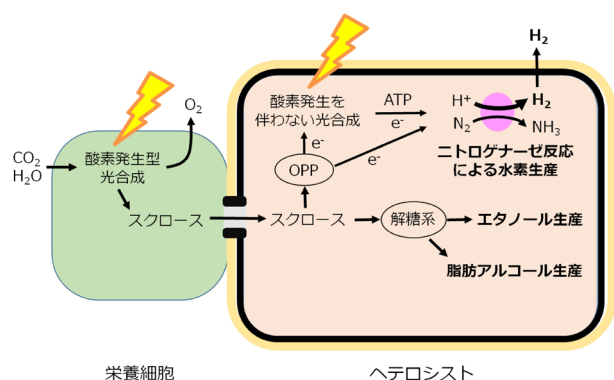 CO2
H2O
酸素発生型
光合成
O2
スクロース
栄養細胞
酸素発生を
伴わない光合成
ATP
e-
e-
OPP
e-
スクロース
解糖系
H+
H2
N2
NH3
H2
ニトロゲナーゼ反応
による水素生産
エタノール生産
脂肪アルコール生産
ヘテロシスト